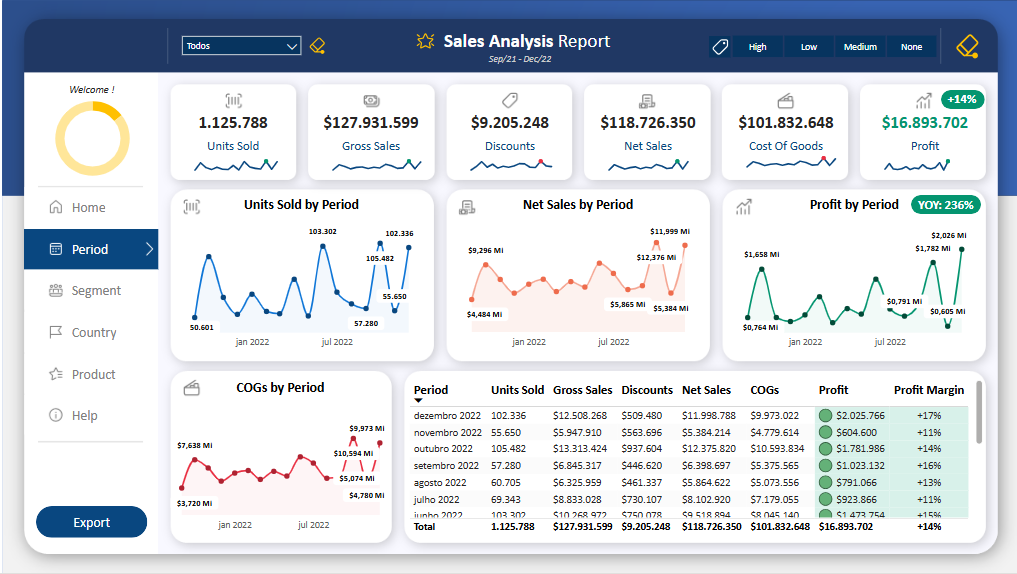 Todos
Sales Analysis Report
Sep/21 - Dec/22
High Low Medium None
Welcome !
Home
Period
Segment
Country
Product
Help
Export
1.125.788
Units Sold
$127.931.599
Gross Sales
$9.205.248
Discounts
$118.726.350
Net Sales
$101.832.648
Cost Of Goods
+14%
$16.893.702
Profit
Units Sold by Period
103.302
102.336
105.482
55.650
50.601
57.280
jan 2022 jul 2022
Net Sales by Period
$11,999 Mi
$9,296 Mi
$12,376 Mi
$5,865 Mi
$5,384 Mi
$4,484 Mi
jan 2022 jul 2022
Profit by Period
YOY: 236%
$2,026 Mi
$1,782 Mi
$1,658 Mi
$0,791 Mi
$0,605 Mi
$0,764 Mi
jan 2022 jul 2022
COGs by Period
$9,973 Mi
$7,638 Mi
$10,594 Mi
$5,074 Mi
$4,780 Mi
$3,720 Mi
jan 2022 jul 2022
Period Units Sold Gross Sales Discounts Net Sales COGs Profit Profit Margin
dezembro 2022 102.336 $12.508.268 $509.480 $11.998.788 $9.973.022 $2.025.766 +17%
novembro 2022 55.650 $5.947.910 $563.696 $5.384.214 $4.779.614 $604.600 +11%
outubro 2022 105.482 $13.313.424 $937.604 $12.375.820 $10.593.834 $1.781.986 +14%
setembro 2022 57.280 $6.845.317 $446.620 $6.398.697 $5.375.565 $1.023.132 +16%
agosto 2022 60.705 $6.325.959 $461.337 $5.864.622 $5.073.556 $791.066 +13%
julho 2022 69.343 $8.833.028 $730.107 $8.102.920 $7.179.055 $923.866 +11%
junho 2022 103.302 $10.268.972 $750.078 $9.518.894 $8.045.140 $1.473.754 +15%
Total 1.125.788 $127.931.599 $9.205.248 $118.726.350 $101.832.648 $16.893.702 +14%